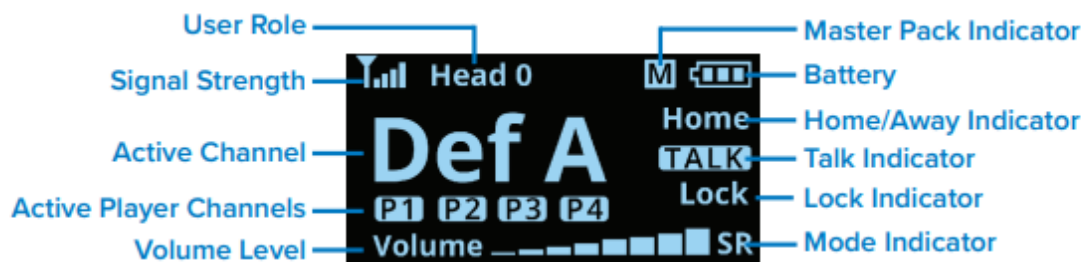 User Role
Master Pack Indicator
Signal Strength
Head 0
M
Battery
Home
Home/Away Indicator
Active Channel
Def A
TALK
Talk Indicator
Lock
Lock Indicator
Active Player Channels
P1 P2 P3 P4
Volume Level
Volume
SR
Mode Indicator